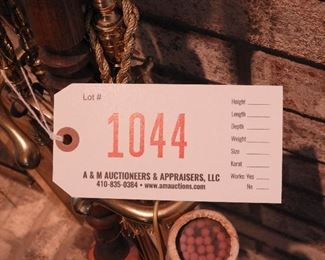 Lot #
1044
A & M AUCTIONEERS & APPRAISERS, LLC
410-835-0384 • www.amauctions.com
Height
Length
Depth
Weight
Size
Karat
Works: Yes
No